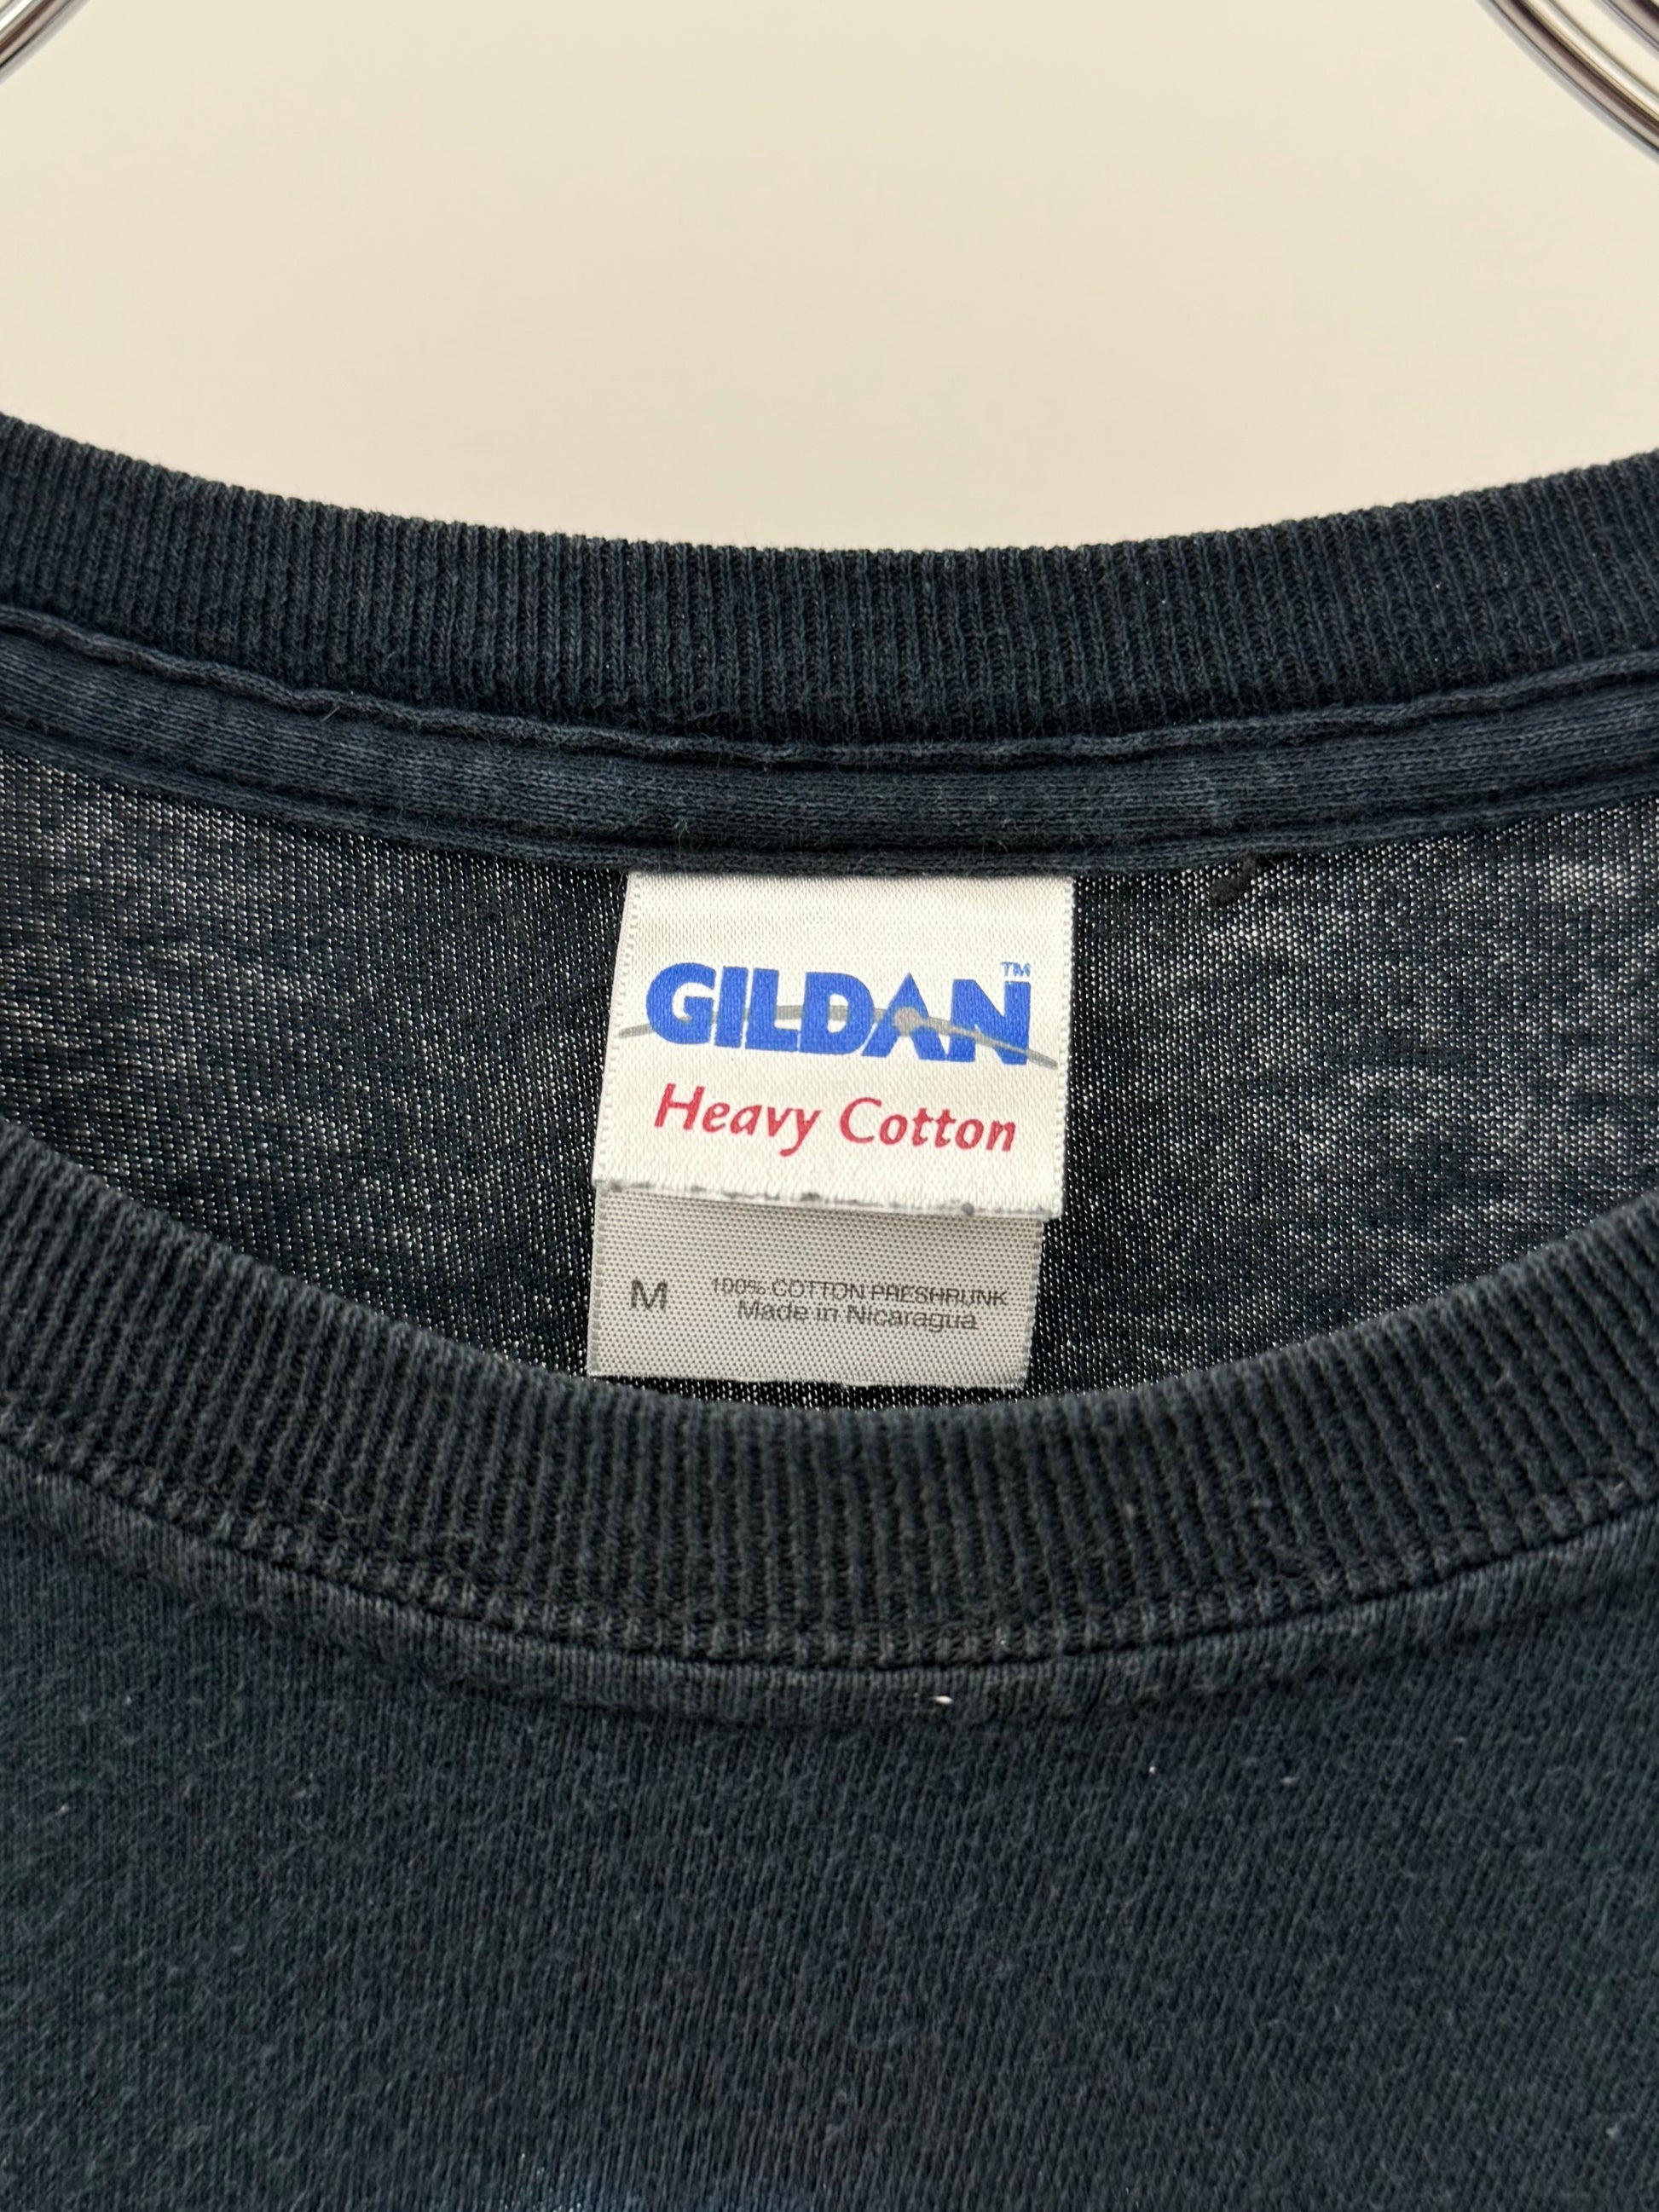 GILDAN™
Heavy Cotton
M 100% COTTON PRESHRUNK
Made in Nicaragua